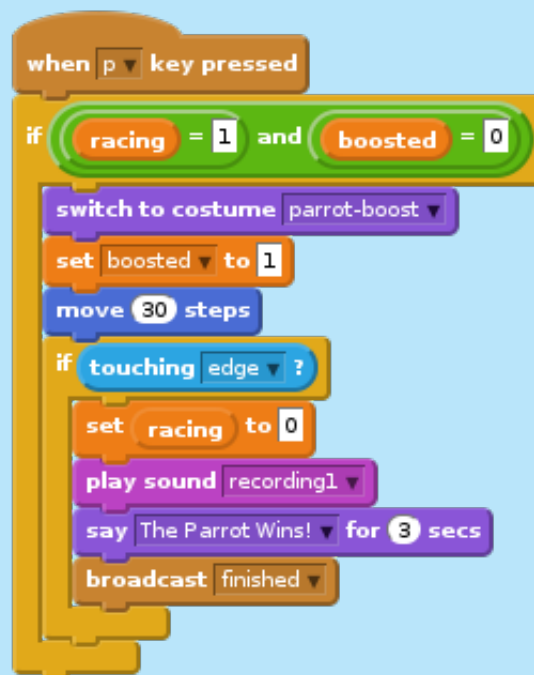 when p key pressed
if racing = 1 and boosted = 0
switch to costume parrot-boost
set boosted to 1
move 30 steps
if touching edge ?
set racing to 0
play sound recording1
say The Parrot Wins! for 3 secs
broadcast finished